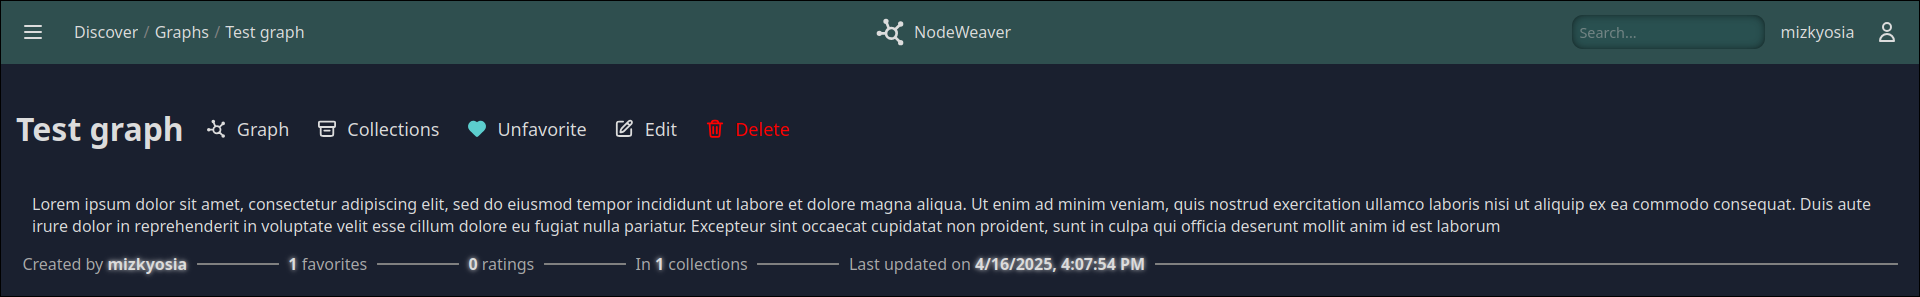 Discover / Graphs / Test graph
NodeWeaver
Search...
mizkyosia
Test graph
Graph
Collections
Unfavorite
Edit
Delete
Lorem ipsum dolor sit amet, consectetur adipiscing elit, sed do eiusmod tempor incididunt ut labore et dolore magna aliqua. Ut enim ad minim veniam, quis nostrud exercitation ullamco laboris nisi ut aliquip ex ea commodo consequat. Duis aute
irure dolor in reprehenderit in voluptate velit esse cillum dolore eu fugiat nulla pariatur. Excepteur sint occaecat cupidatat non proident, sunt in culpa qui officia deserunt mollit anim id est laborum
Created by mizkyosia
1 favorites
0 ratings
In 1 collections
Last updated on 4/16/2025, 4:07:54 PM